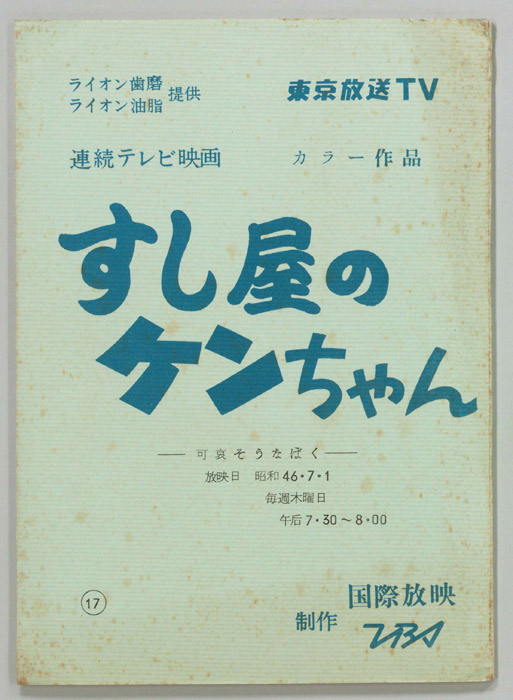 ライオン歯磨
ライオン油脂 提供
東京放送TV
連続テレビ映画
カラー作品
すし屋の
ケンちゃん
── 可哀そうなぼく ──
放映日 昭和46・7・1
毎週木曜日
午后7・30～8・00
17
制作 国際放映
TBS